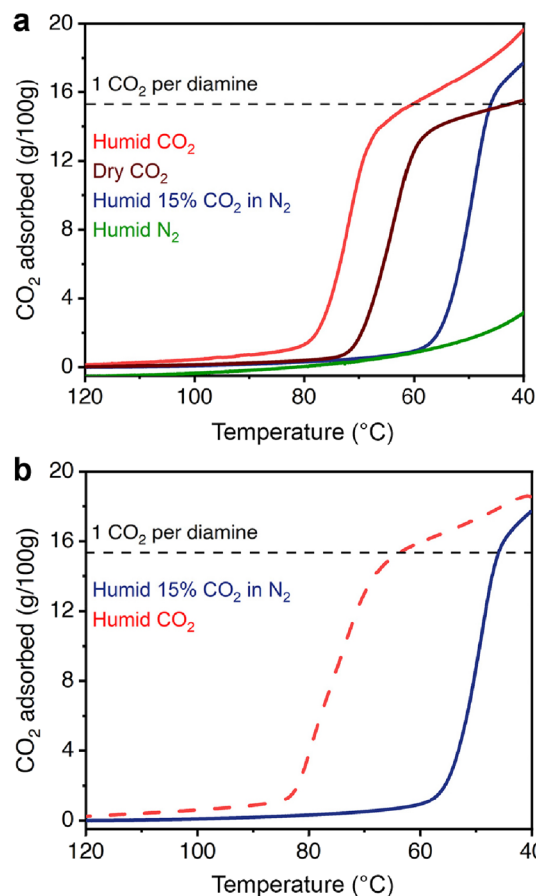 a
20
16
12
8
4
0
1 CO₂ per diamine
Humid CO₂
Dry CO₂
Humid 15% CO₂ in N₂
Humid N₂
CO₂ adsorbed (g/100g)
120 100 80 60 40
Temperature (°C)
b
20
16
12
8
4
0
1 CO₂ per diamine
Humid 15% CO₂ in N₂
Humid CO₂
CO₂ adsorbed (g/100g)
120 100 80 60 40
Temperature (°C)